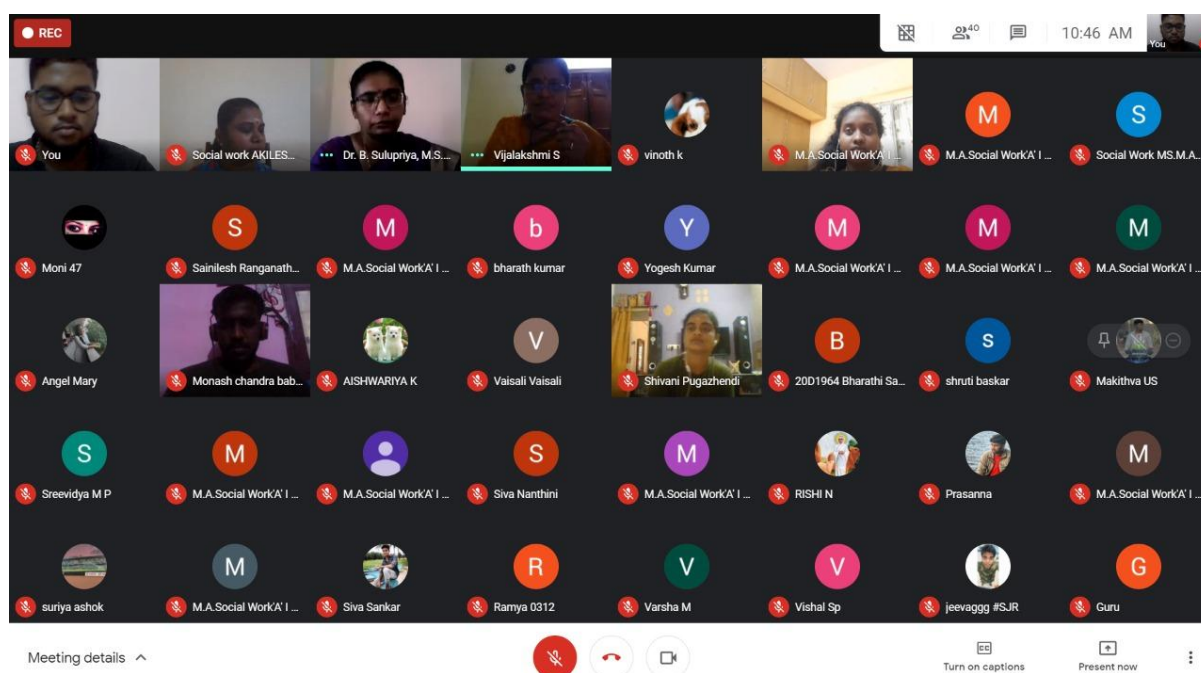 REC
40
10:46 AM
You
You
Social work AKILES...
Dr. B. Sulupriya, M.S....
Vijalakshmi S
vinoth k
M.A.Social Work'A' I ...
M
M.A.Social Work'A' I ...
S
Social Work MS.M.A...
Moni 47
S
Sainilesh Ranganath...
M
M.A.Social Work'A' I ...
b
bharath kumar
Y
Yogesh Kumar
M
M.A.Social Work'A' I ...
M
M.A.Social Work'A' I ...
M
M.A.Social Work'A' I ...
Angel Mary
Monash chandra bab...
AISHWARIYA K
V
Vaisali Vaisali
Shivani Pugazhendi
B
20D1964 Bharathi Sa...
s
shruti baskar
Makithva US
S
Sreevidya M P
M
M.A.Social Work'A' I ...
M.A.Social Work'A' I ...
S
Siva Nanthini
M
M.A.Social Work'A' I ...
RISHI N
Prasanna
M
M.A.Social Work'A' I ...
suriya ashok
M
M.A.Social Work'A' I ...
Siva Sankar
R
Ramya 0312
V
Varsha M
V
Vishal Sp
jeevaggg #SJR
G
Guru
Meeting details
CC
Turn on captions
Present now